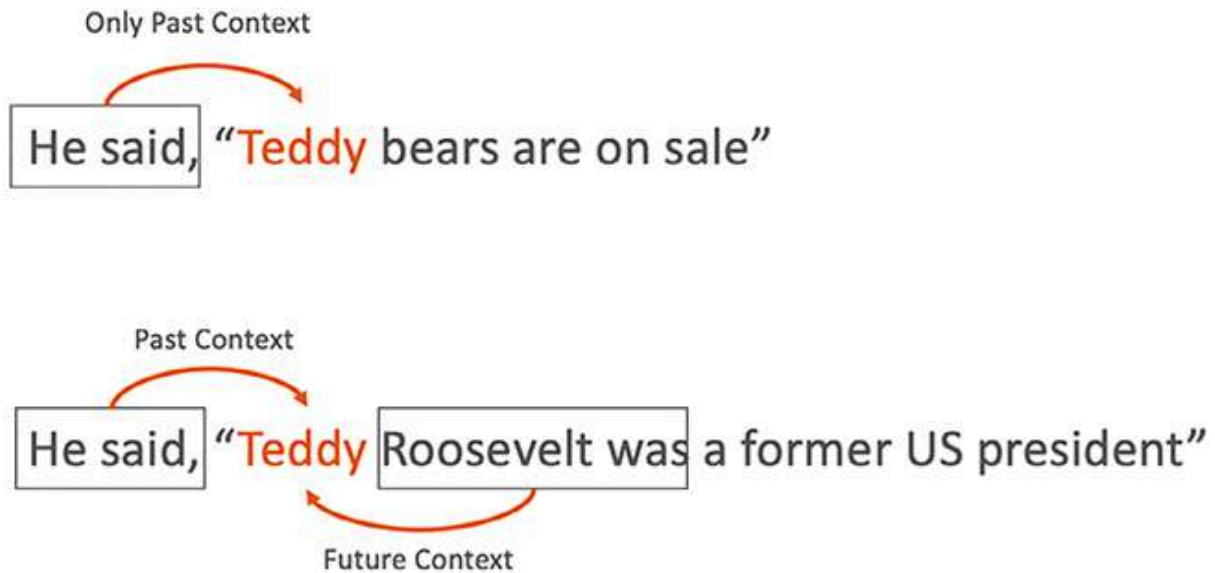 Only Past Context
He said, “Teddy bears are on sale”
Past Context
He said, “Teddy Roosevelt was a former US president”
Future Context